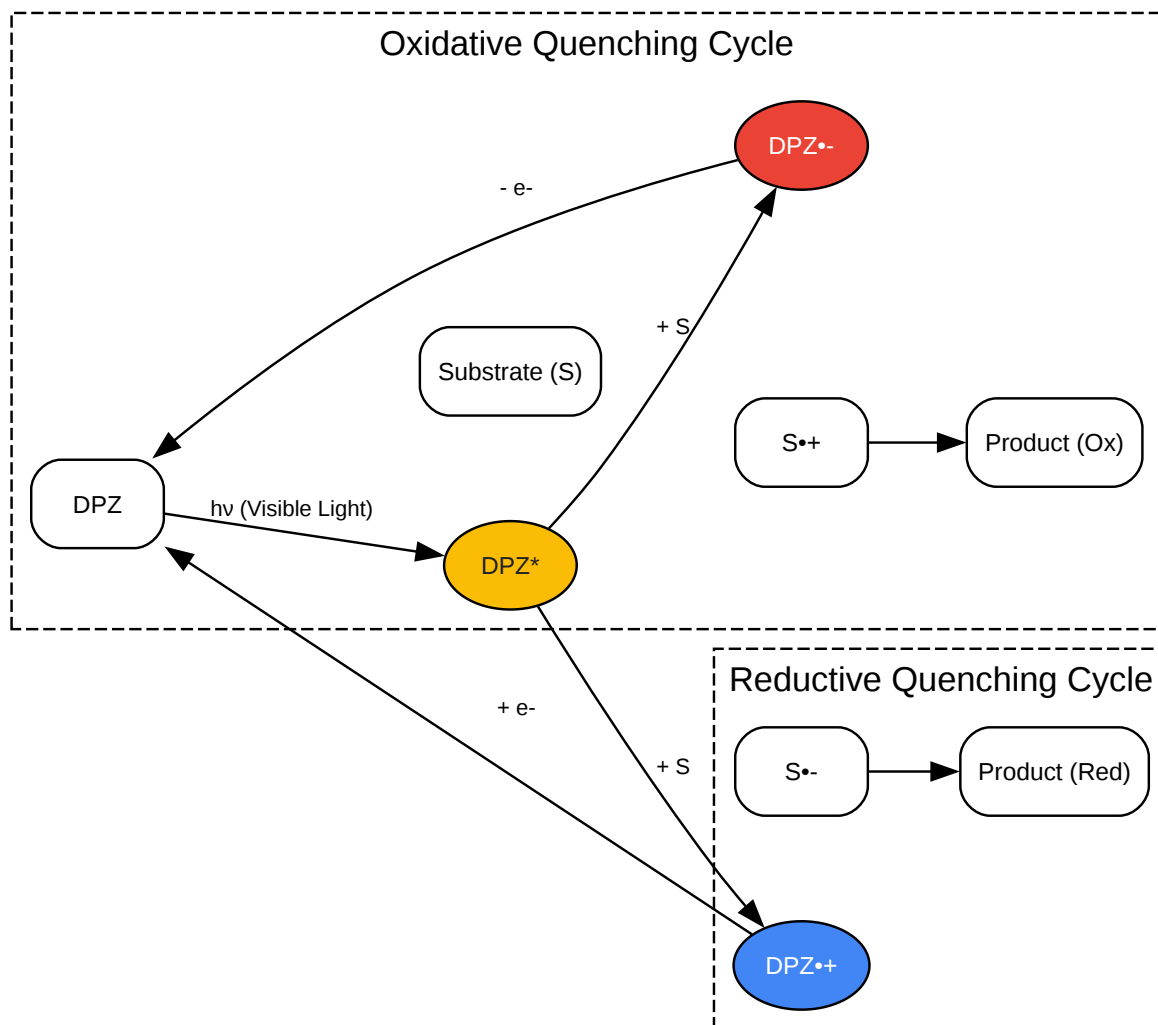 Oxidative Quenching Cycle
DPZ•-
- e-
+ S
Substrate (S)
S•+
Product (Ox)
DPZ
hν (Visible Light)
DPZ*
Reductive Quenching Cycle
+ e-
+ S
S•-
Product (Red)
DPZ•+